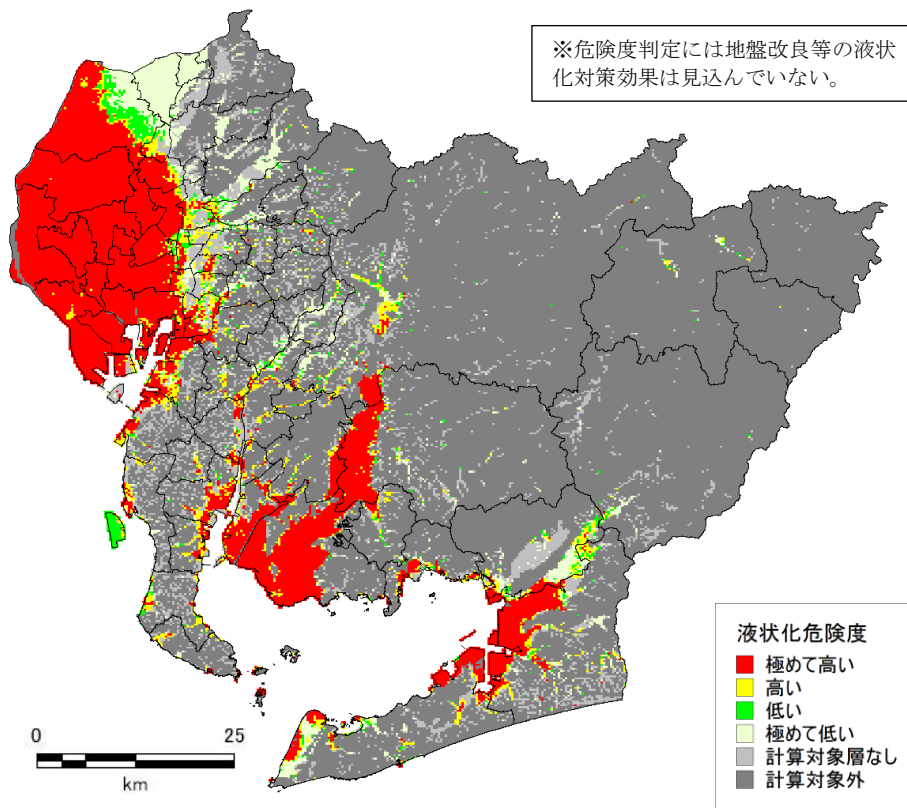 ※危険度判定には地盤改良等の液状
化対策効果は見込んでいない。
液状化危険度
極めて高い
高い
低い
極めて低い
計算対象層なし
計算対象外
0 25
km